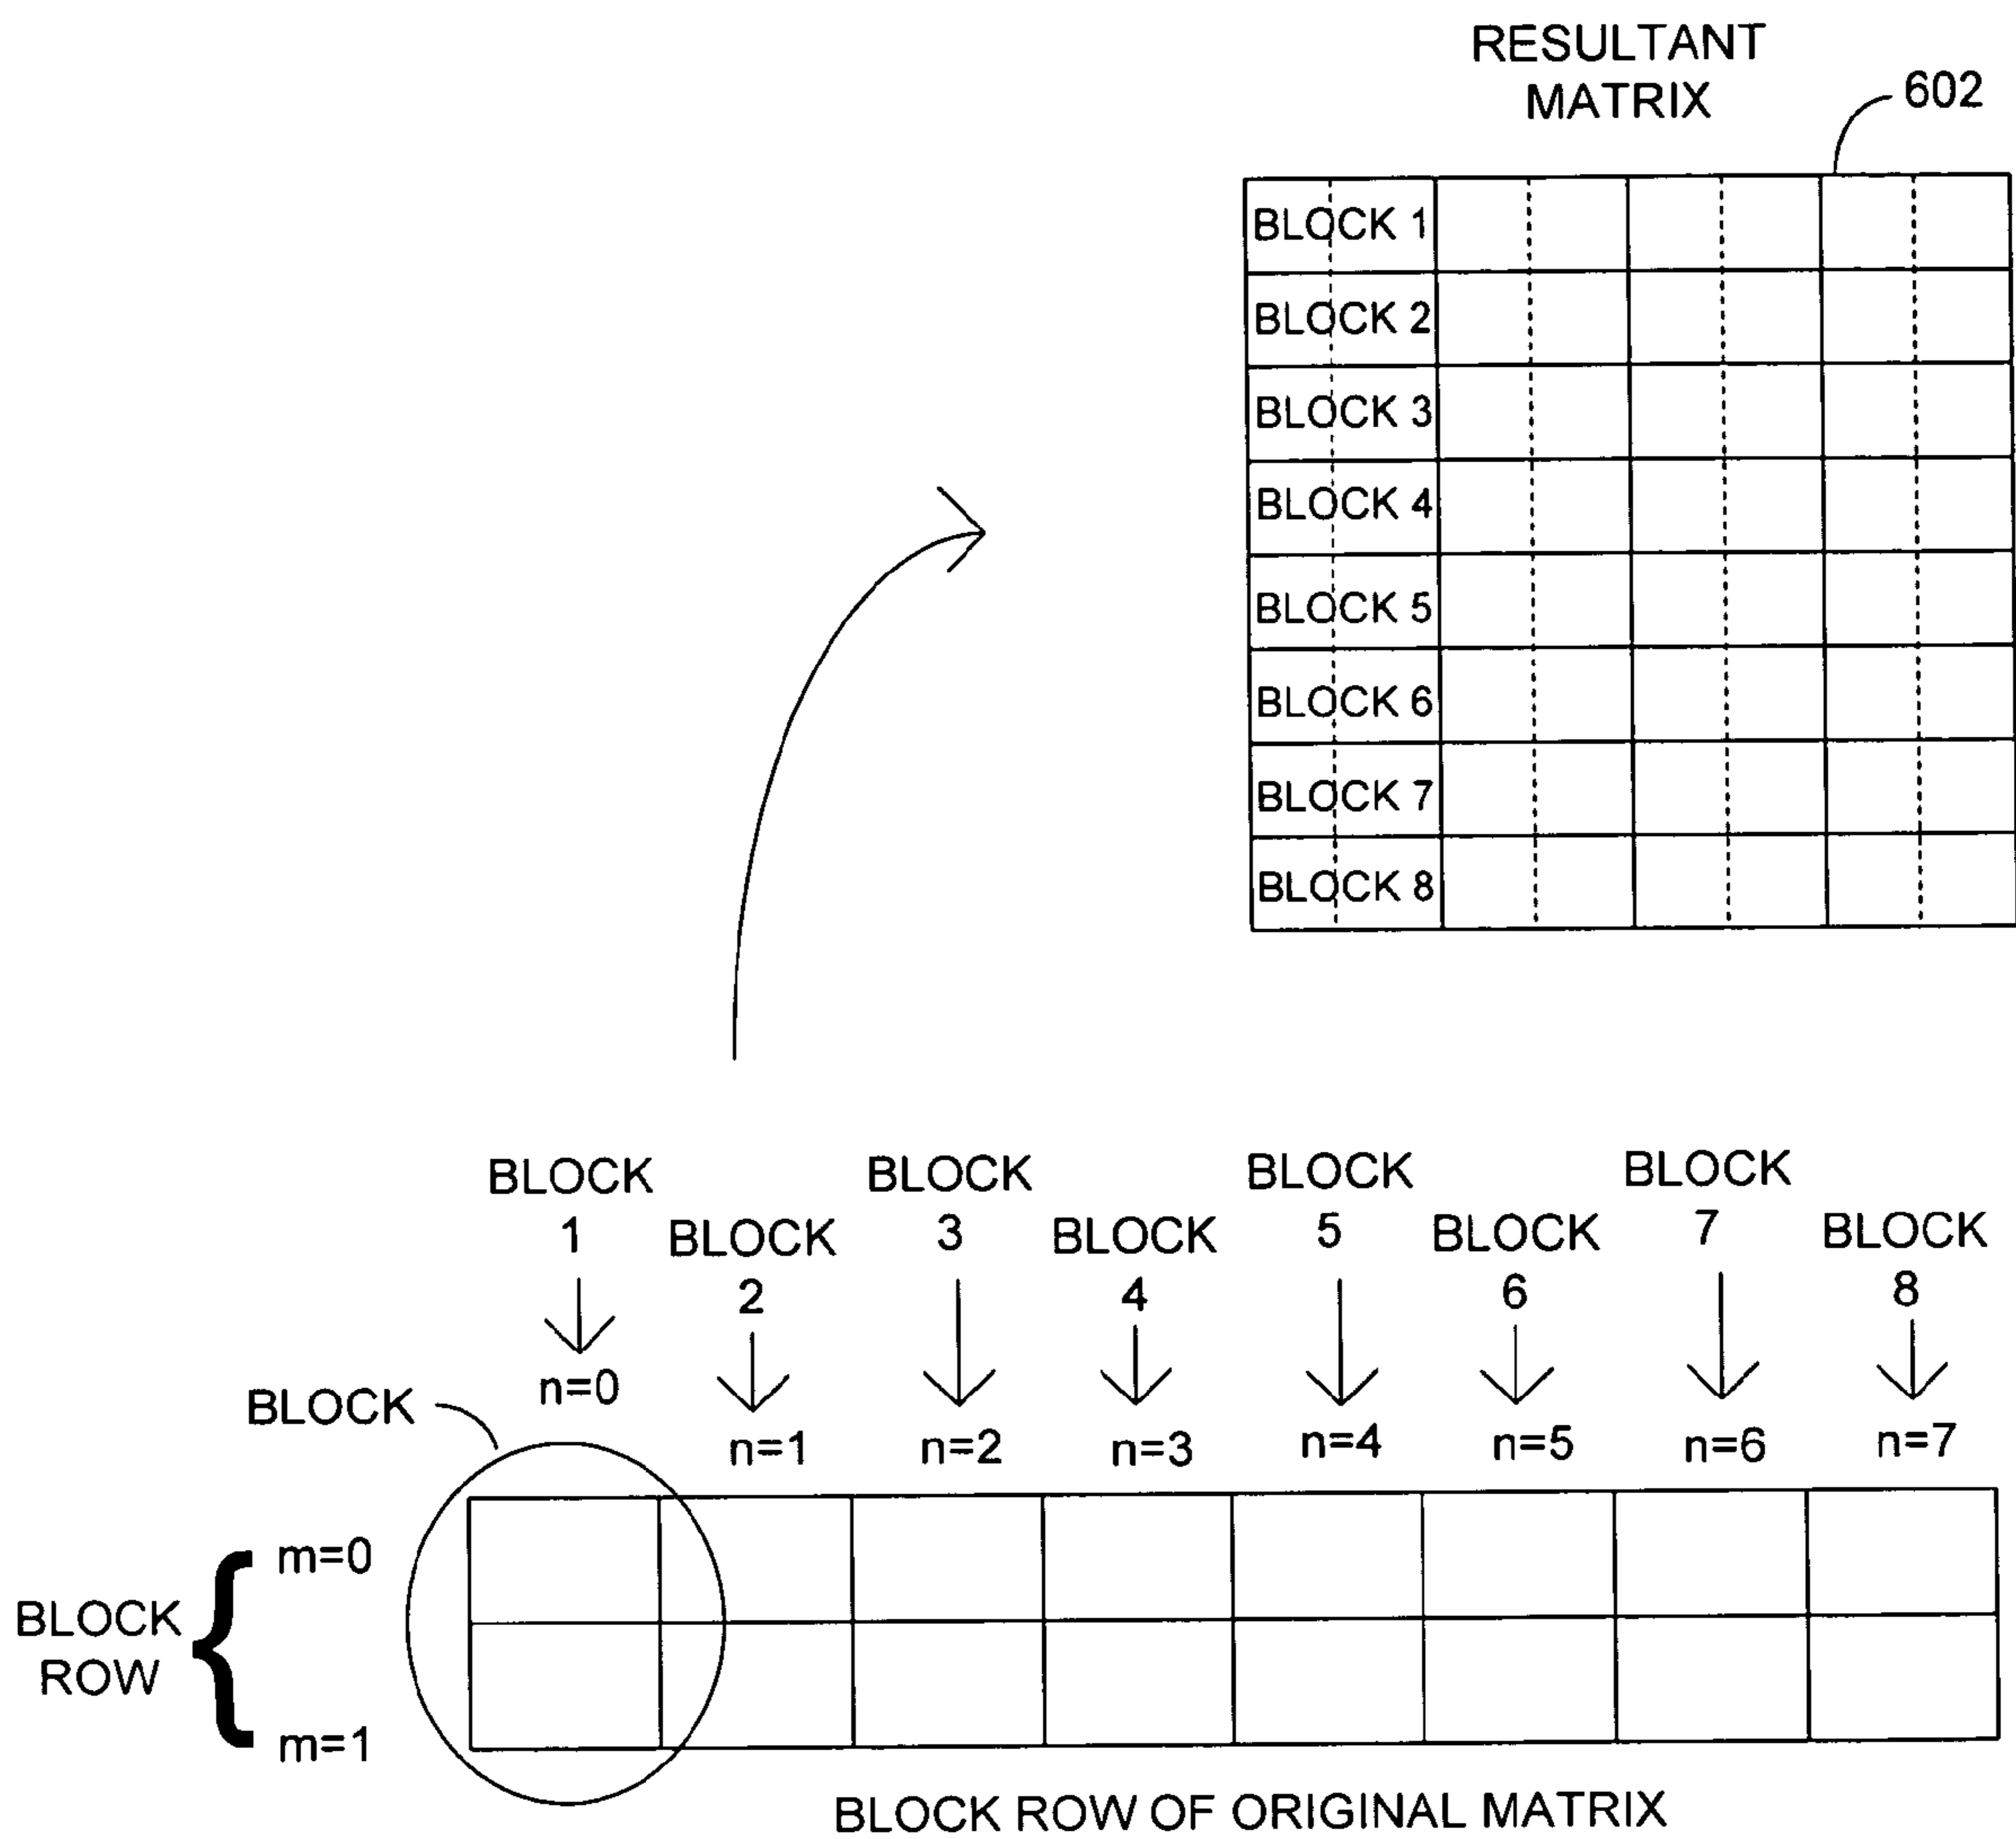 RESULTANT
MATRIX
602
BLOCK 1
BLOCK 2
BLOCK 3
BLOCK 4
BLOCK 5
BLOCK 6
BLOCK 7
BLOCK 8
BLOCK
1
BLOCK
2
BLOCK
3
BLOCK
4
BLOCK
5
BLOCK
6
BLOCK
7
BLOCK
8
BLOCK
n=0
n=1
n=2
n=3
n=4
n=5
n=6
n=7
m=0
BLOCK
ROW
{
m=1
BLOCK ROW OF ORIGINAL MATRIX